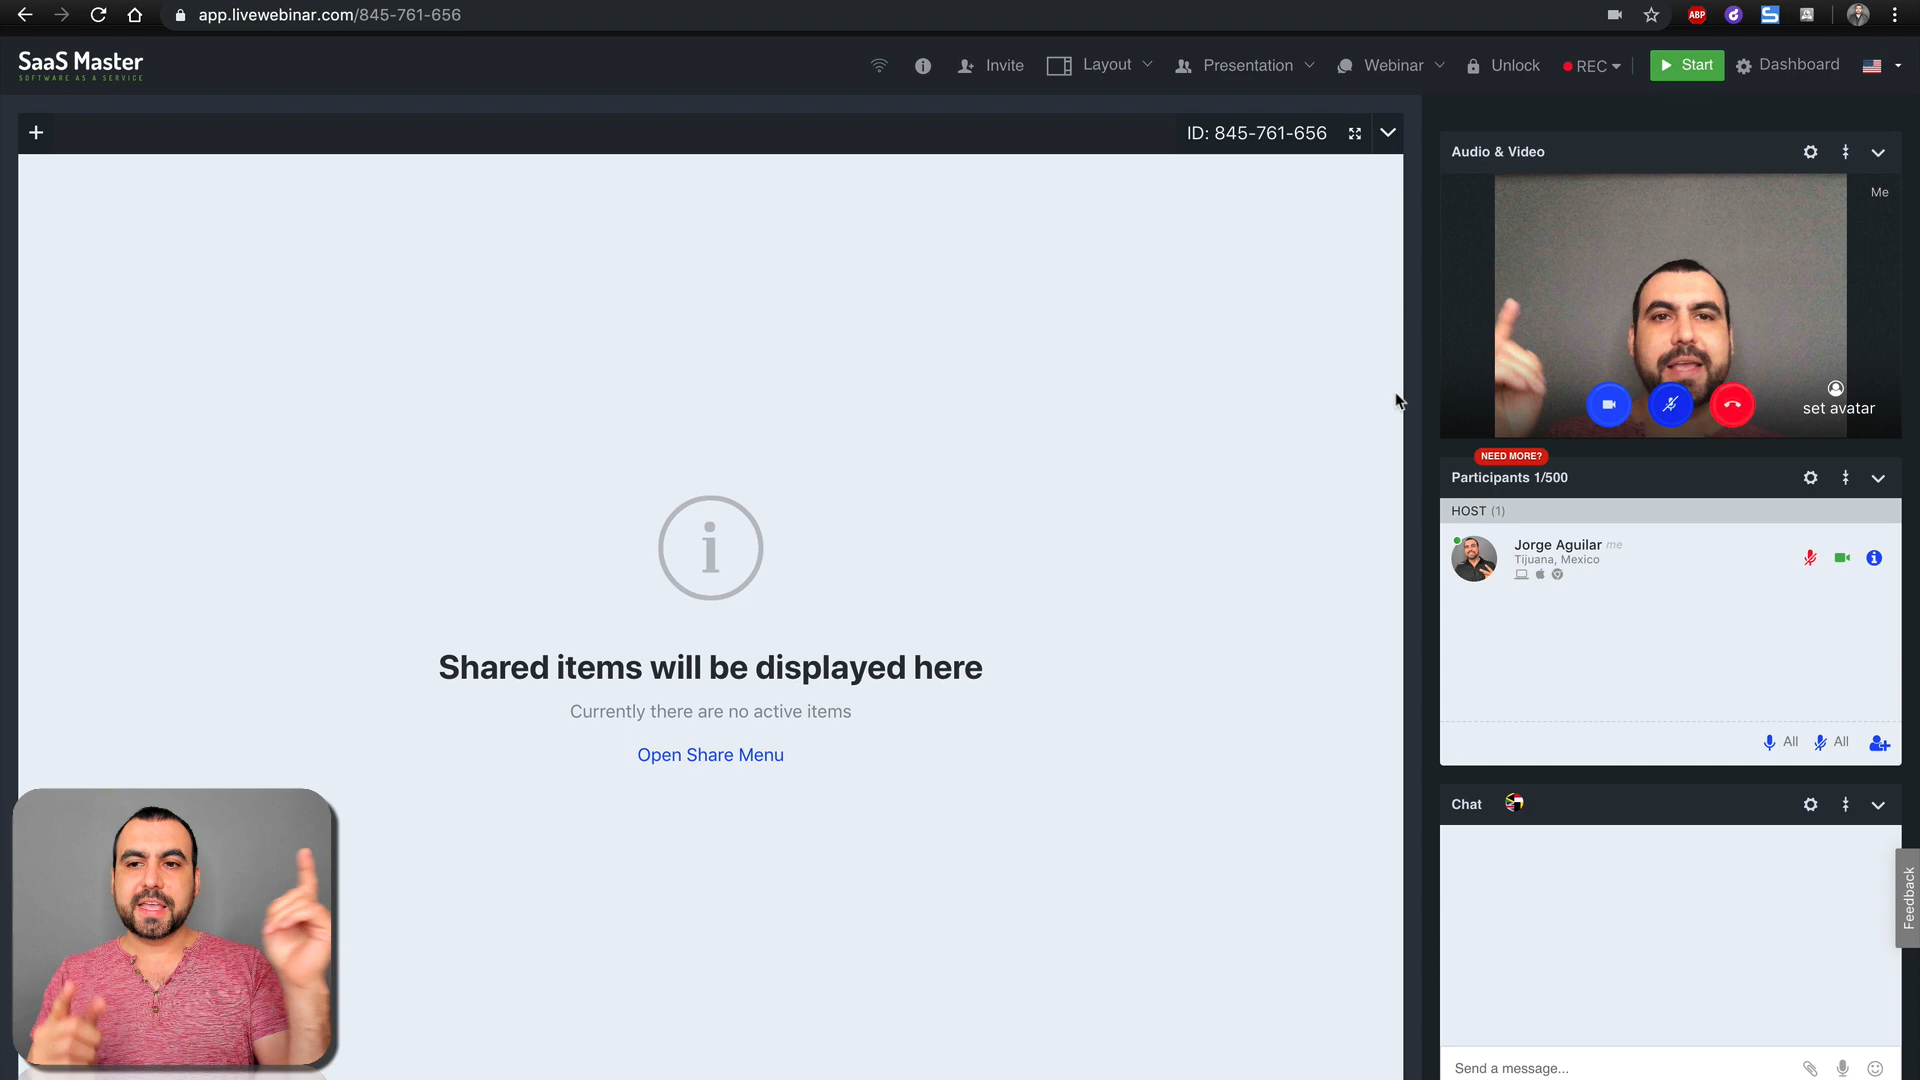 app.livewebinar.com/845-761-656
ABP
SaaS Master
SOFTWARE AS A SERVICE
Invite
Layout
Presentation
Webinar
Unlock
REC
Start
Dashboard
ID: 845-761-656
Audio & Video
Me
set avatar
NEED MORE?
Participants 1/500
HOST (1)
Jorge Aguilar me
Tijuana, Mexico
Shared items will be displayed here
Currently there are no active items
Open Share Menu
All
All
Chat
Feedback
Send a message...